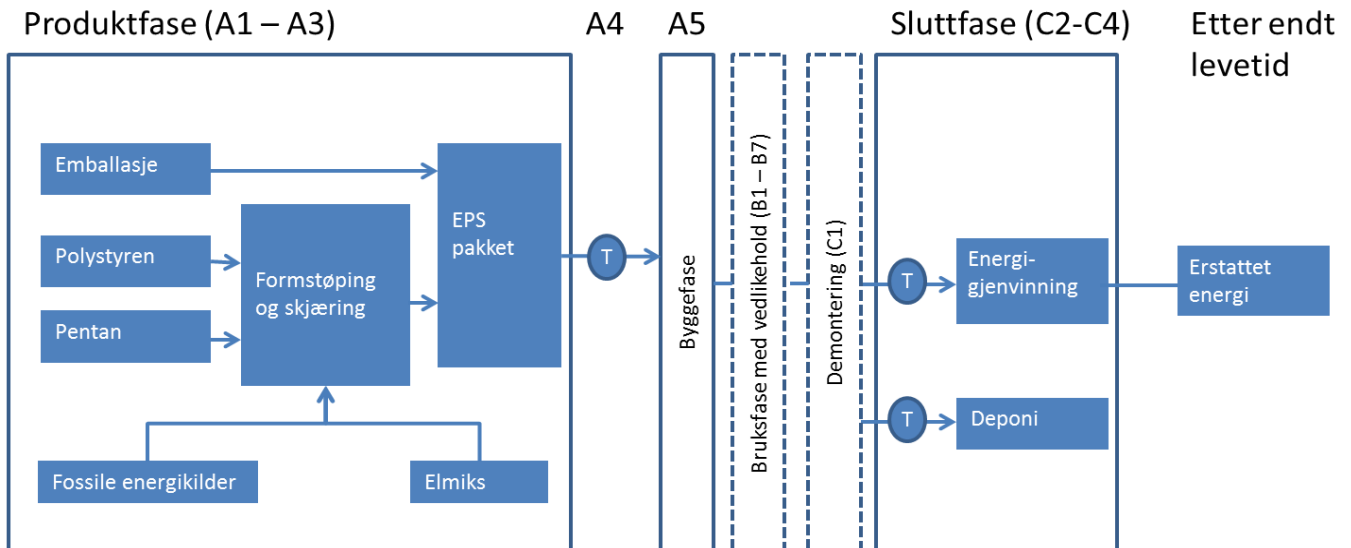 Produktfase (A1 – A3)
A4
A5
Sluttfase (C2-C4)
Etter endt
levetid
Emballasje
Polystyren
Pentan
Formstøping
og skjæring
EPS
pakket
Fossile energikilder
Elmiks
T
Byggefase
Bruksfase med vedlikehold (B1 – B7)
Demontering (C1)
T
Energi-
gjenvinning
T
Deponi
Erstattet
energi